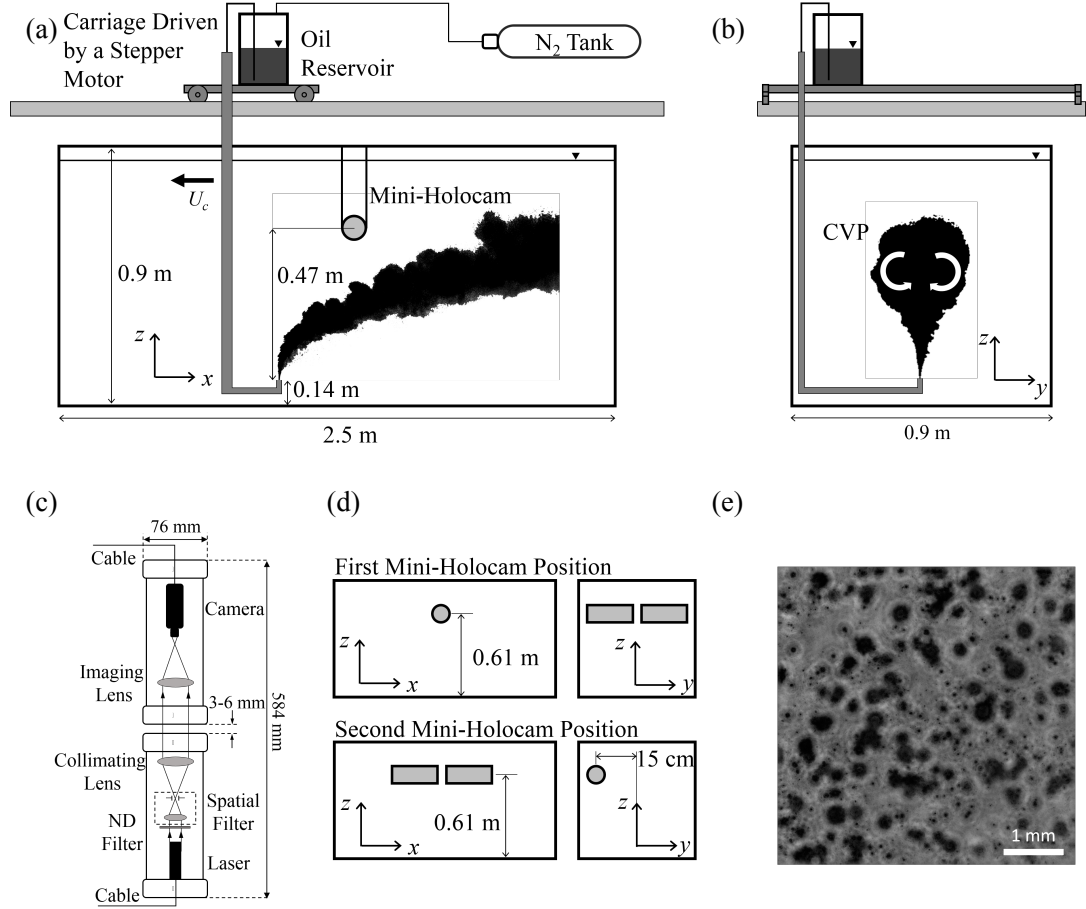 (a)
Carriage Driven
by a Stepper
Motor
Oil
Reservoir
N2 Tank
Uc
Mini-Holocam
0.9 m
0.47 m
z
x
0.14 m
2.5 m
(b)
CVP
z
y
0.9 m
(c)
76 mm
Cable
Camera
Imaging
Lens
3-6 mm
584 mm
Collimating
Lens
Spatial
Filter
ND
Filter
Laser
Cable
(d)
First Mini-Holocam Position
z
x
0.61 m
z
y
Second Mini-Holocam Position
z
x
0.61 m
15 cm
z
y
(e)
1 mm